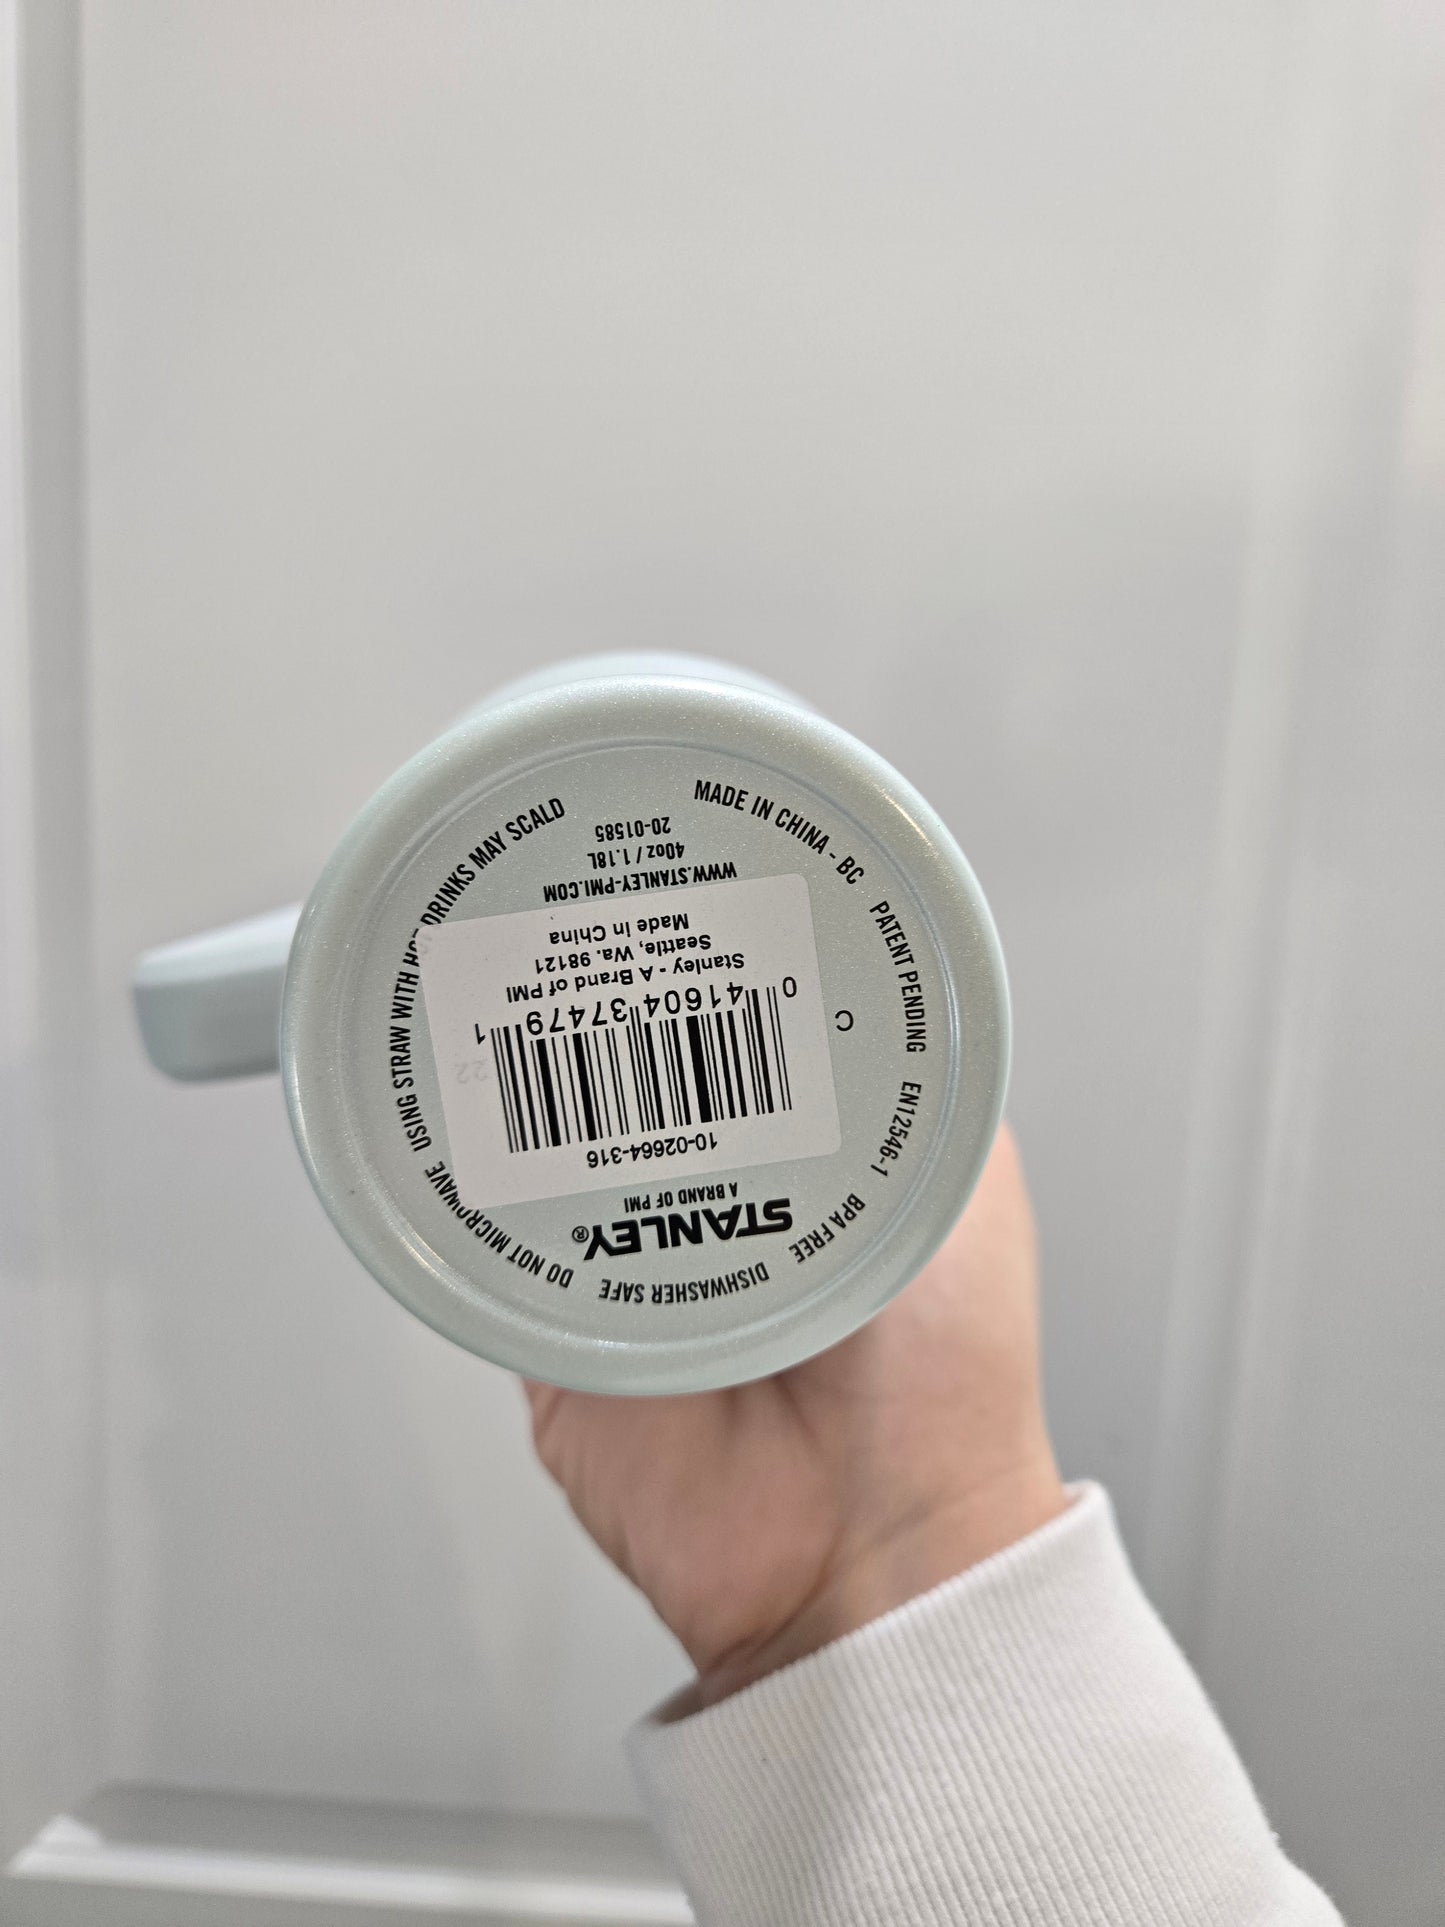 STANLEY®
A BRAND OF PMI
10-02664-316
22
0 41604 37479 1
Stanley - A Brand of PMI
Seattle, Wa. 98121
Made in China
WWW.STANLEY-PMI.COM
40oz / 1.18L
20-01585
C
MADE IN CHINA - BC
PATENT PENDING
EN12546-1
BPA FREE
DISHWASHER SAFE
DO NOT MICROWAVE
USING STRAW WITH HOT DRINKS MAY SCALD